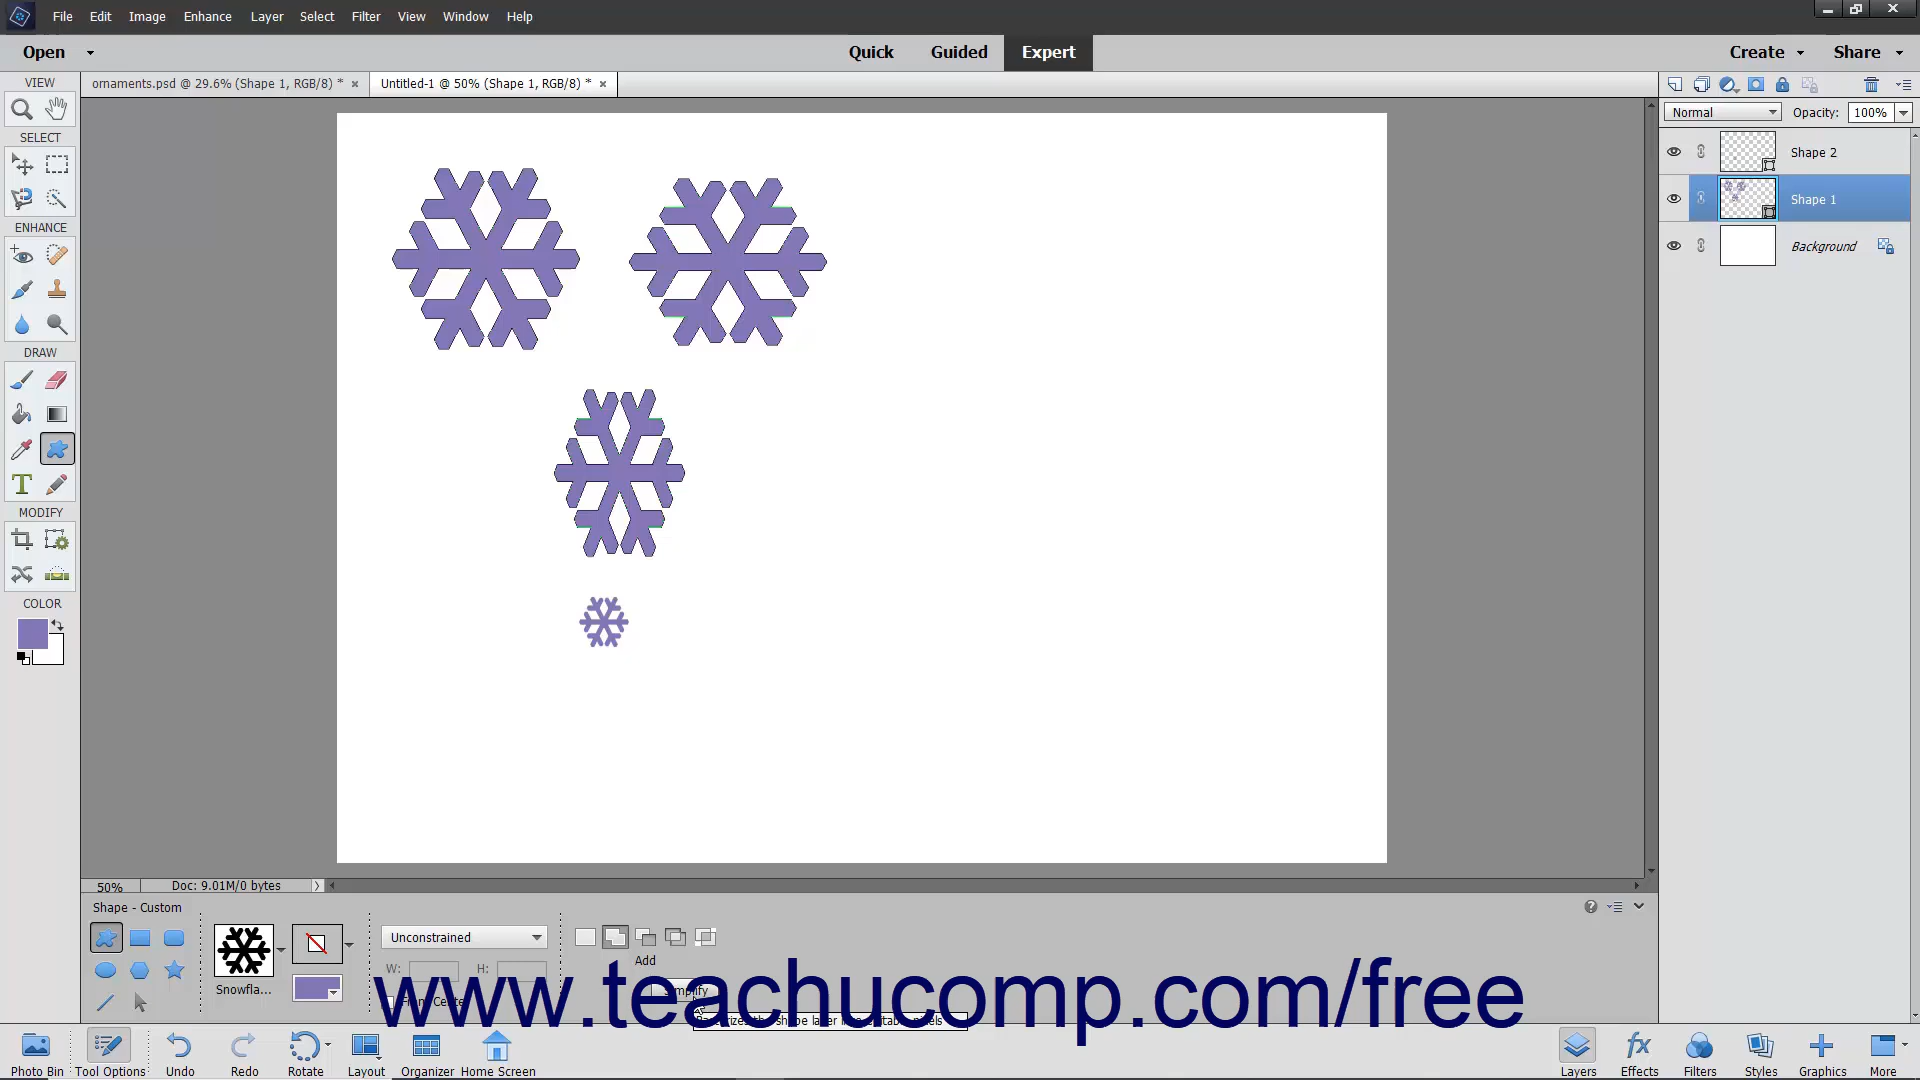 File Edit Image Enhance Layer Select Filter View Window Help
Open Quick Guided Expert Create Share
VIEW
ornaments.psd @ 29.6% (Shape 1, RGB/8) *
Untitled-1 @ 50% (Shape 1, RGB/8) *
SELECT
ENHANCE
DRAW
MODIFY
COLOR
Normal Opacity: 100%
Shape 2
Shape 1
Background
50% Doc: 9.01M/0 bytes
Shape - Custom
Snowfla...
Unconstrained
W: H:
Add
Simplify
www.teachucomp.com/free
Photo Bin Tool Options Undo Redo Rotate Layout Organizer Home Screen
Layers Effects Filters Styles Graphics More